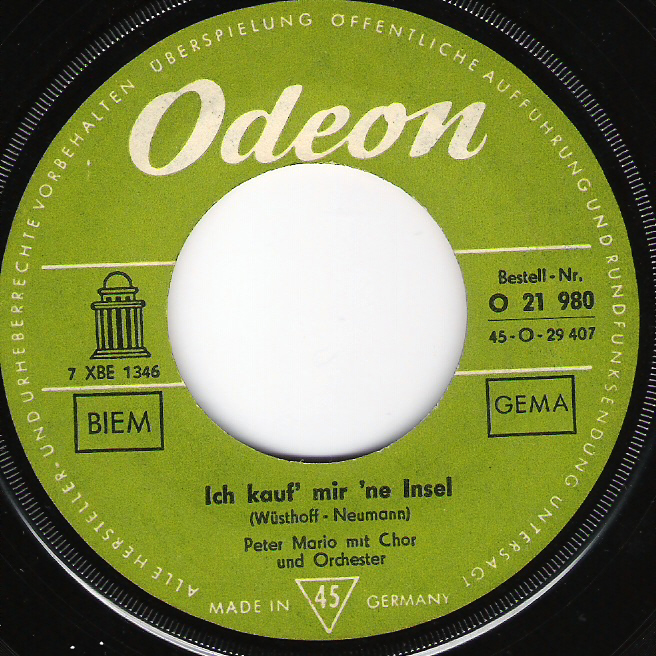 ALLE HERSTELLER- UND URHEBERRECHTE VORBEHALTEN ÜBERSPIELUNG ÖFFENTLICHE AUFFÜHRUNG UND RUNDFUNKSENDUNG UNTERSAGT
Odeon
Bestell-Nr.
O 21 980
45-O-29 407
7 XBE 1346
BIEM
GEMA
Ich kauf' mir 'ne Insel
(Wüsthoff - Neumann)
Peter Mario mit Chor
und Orchester
MADE IN 45 GERMANY